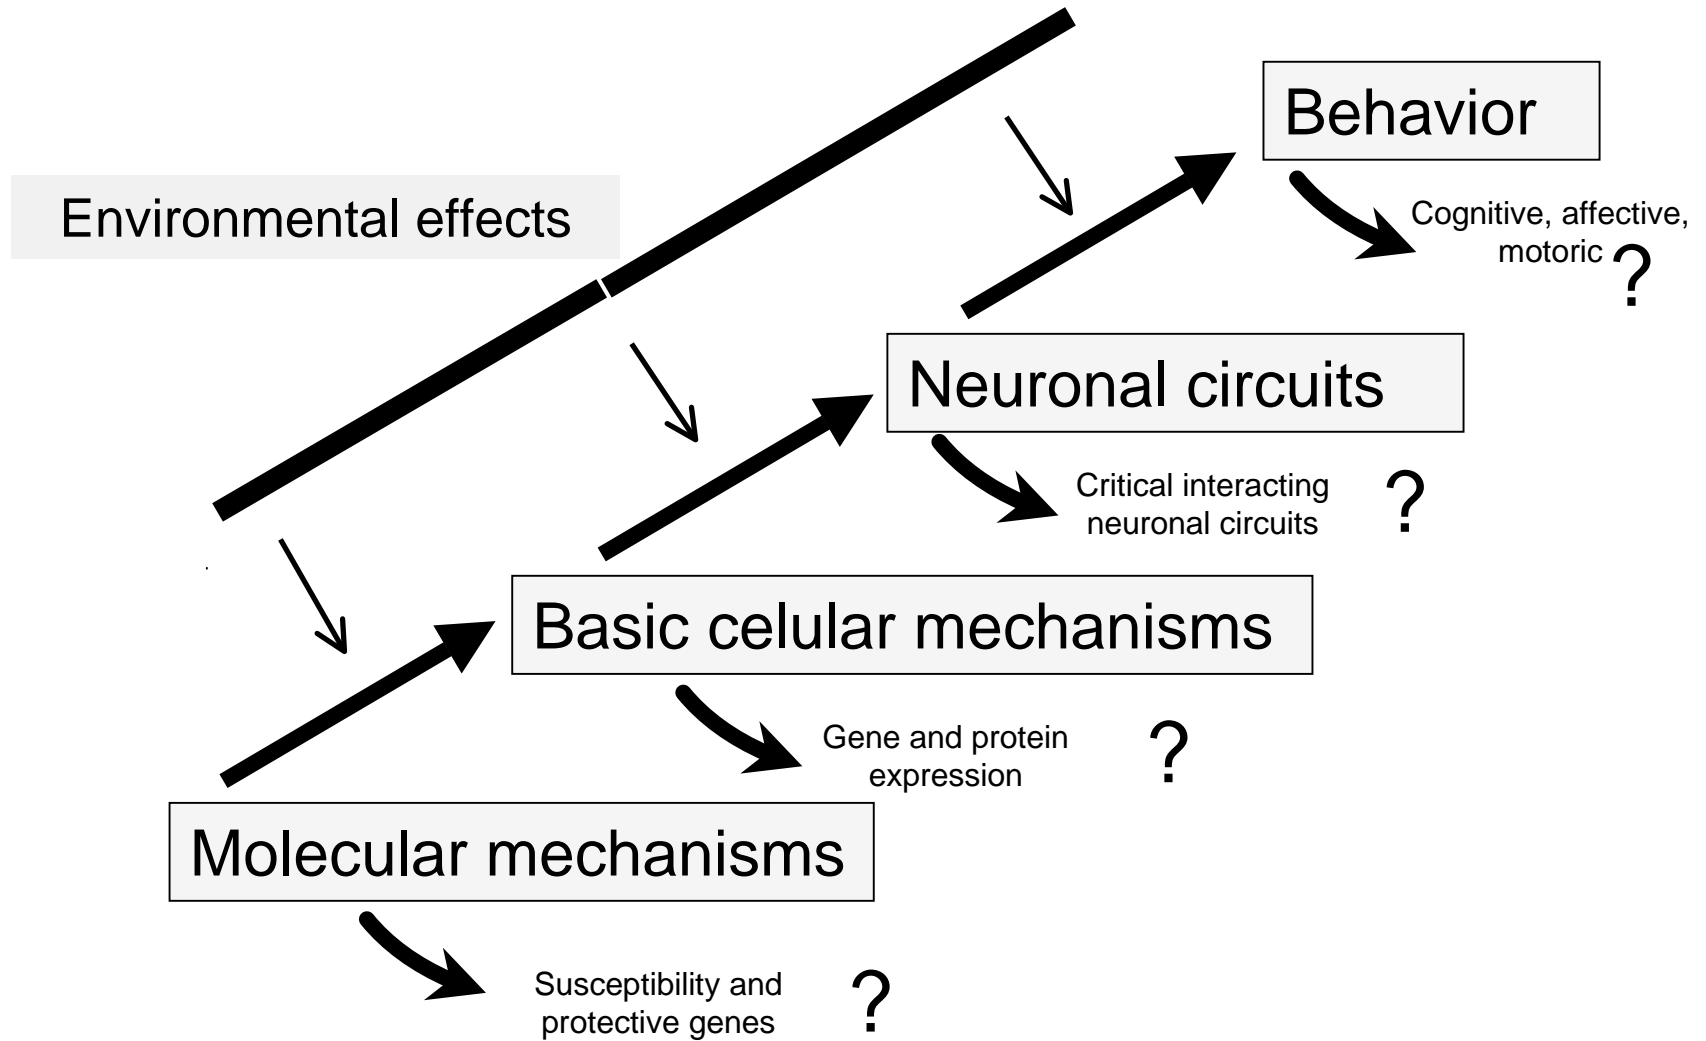 Behavior
Environmental effects
Cognitive, affective,
motoric ?
Neuronal circuits
Critical interacting
neuronal circuits ?
Basic celular mechanisms
Gene and protein
expression ?
Molecular mechanisms
Susceptibility and
protective genes ?